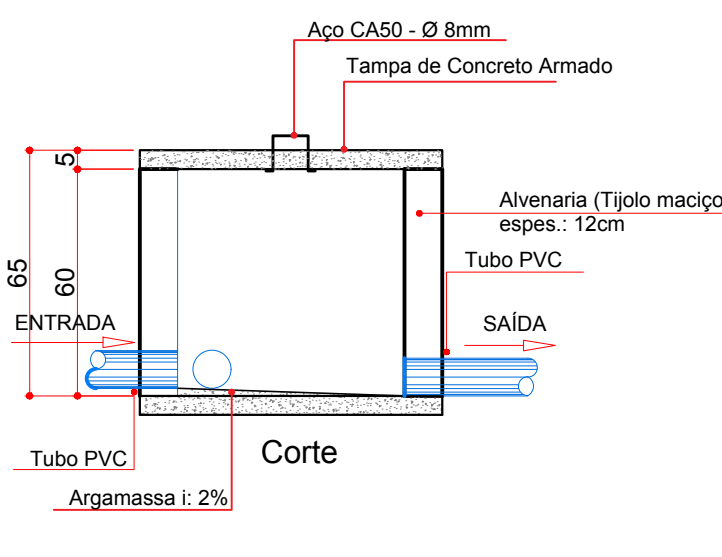 Aço CA50 - Ø 8mm
Tampa de Concreto Armado
5
Alvenaria (Tijolo maciço
espes.: 12cm
65
60
Tubo PVC
ENTRADA
SAÍDA
Corte
Tubo PVC
Argamassa i: 2%